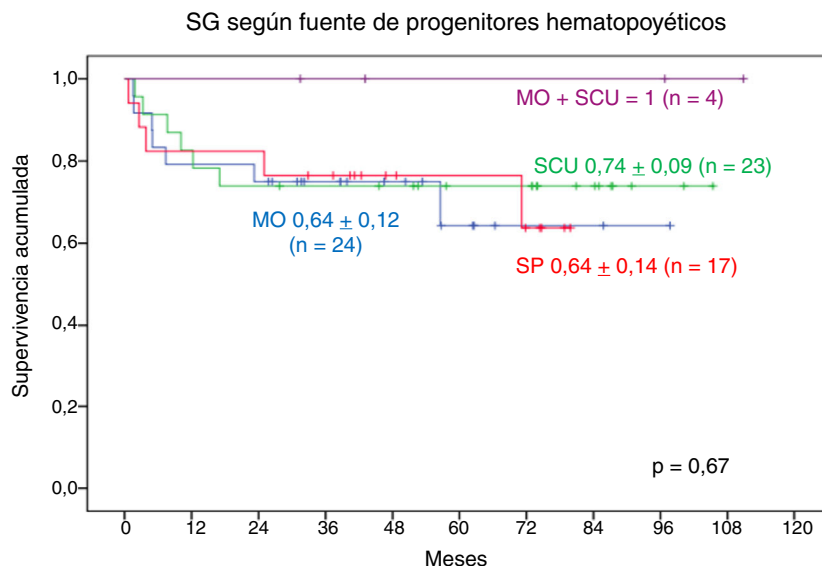 SG según fuente de progenitores hematopoyéticos
Supervivencia acumulada
1,0
0,8
0,6
0,4
0,2
0,0
MO + SCU = 1 (n = 4)
SCU 0,74 ± 0,09 (n = 23)
MO 0,64 ± 0,12
(n = 24)
SP 0,64 ± 0,14 (n = 17)
p = 0,67
0 12 24 36 48 60 72 84 96 108 120
Meses